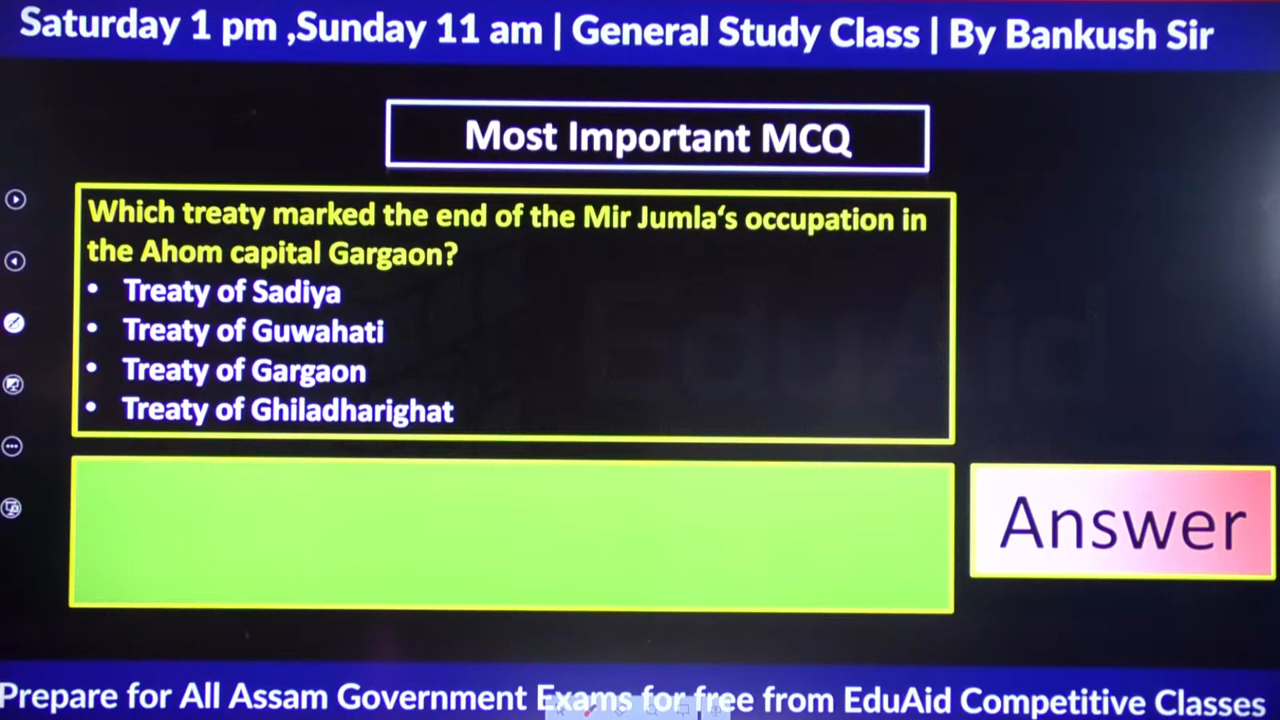 Saturday 1 pm ,Sunday 11 am | General Study Class | By Bankush Sir
Most Important MCQ
Which treaty marked the end of the Mir Jumla‘s occupation in
the Ahom capital Gargaon?
• Treaty of Sadiya
• Treaty of Guwahati
• Treaty of Gargaon
• Treaty of Ghiladharighat
EduAid
Answer
Prepare for All Assam Government Exams for free from EduAid Competitive Classes